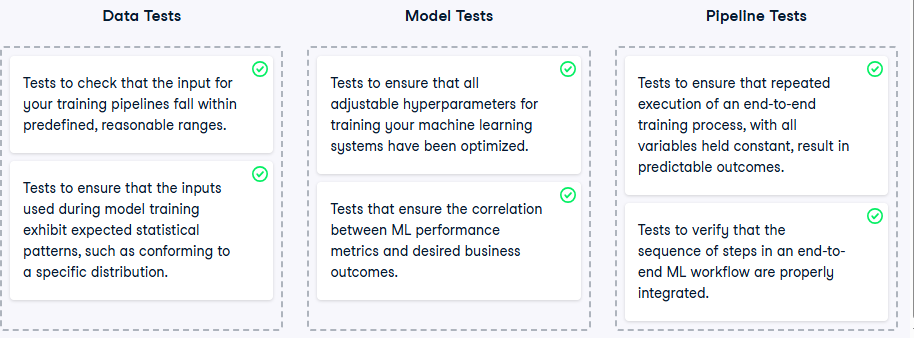 Data Tests
Tests to check that the input for
your training pipelines fall within
predefined, reasonable ranges.
Tests to ensure that the inputs
used during model training
exhibit expected statistical
patterns, such as conforming to
a specific distribution.
Model Tests
Tests to ensure that all
adjustable hyperparameters for
training your machine learning
systems have been optimized.
Tests that ensure the correlation
between ML performance
metrics and desired business
outcomes.
Pipeline Tests
Tests to ensure that repeated
execution of an end-to-end
training process, with all
variables held constant, result in
predictable outcomes.
Tests to verify that the
sequence of steps in an end-to-
end ML workflow are properly
integrated.